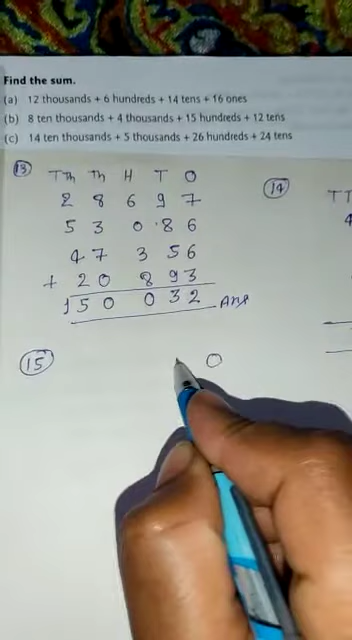 Find the sum.
(a) 12 thousands + 6 hundreds + 14 tens + 16 ones
(b) 8 ten thousands + 4 thousands + 15 hundreds + 12 tens
(c) 14 ten thousands + 5 thousands + 26 hundreds + 24 tens
13 TTh Th H T O
2 8 6 9 7
5 3 0 8 6
4 7 3 5 6
+ 2 0 8 9 3
1 5 0 0 3 2 Ans
14
TT
4
15 O